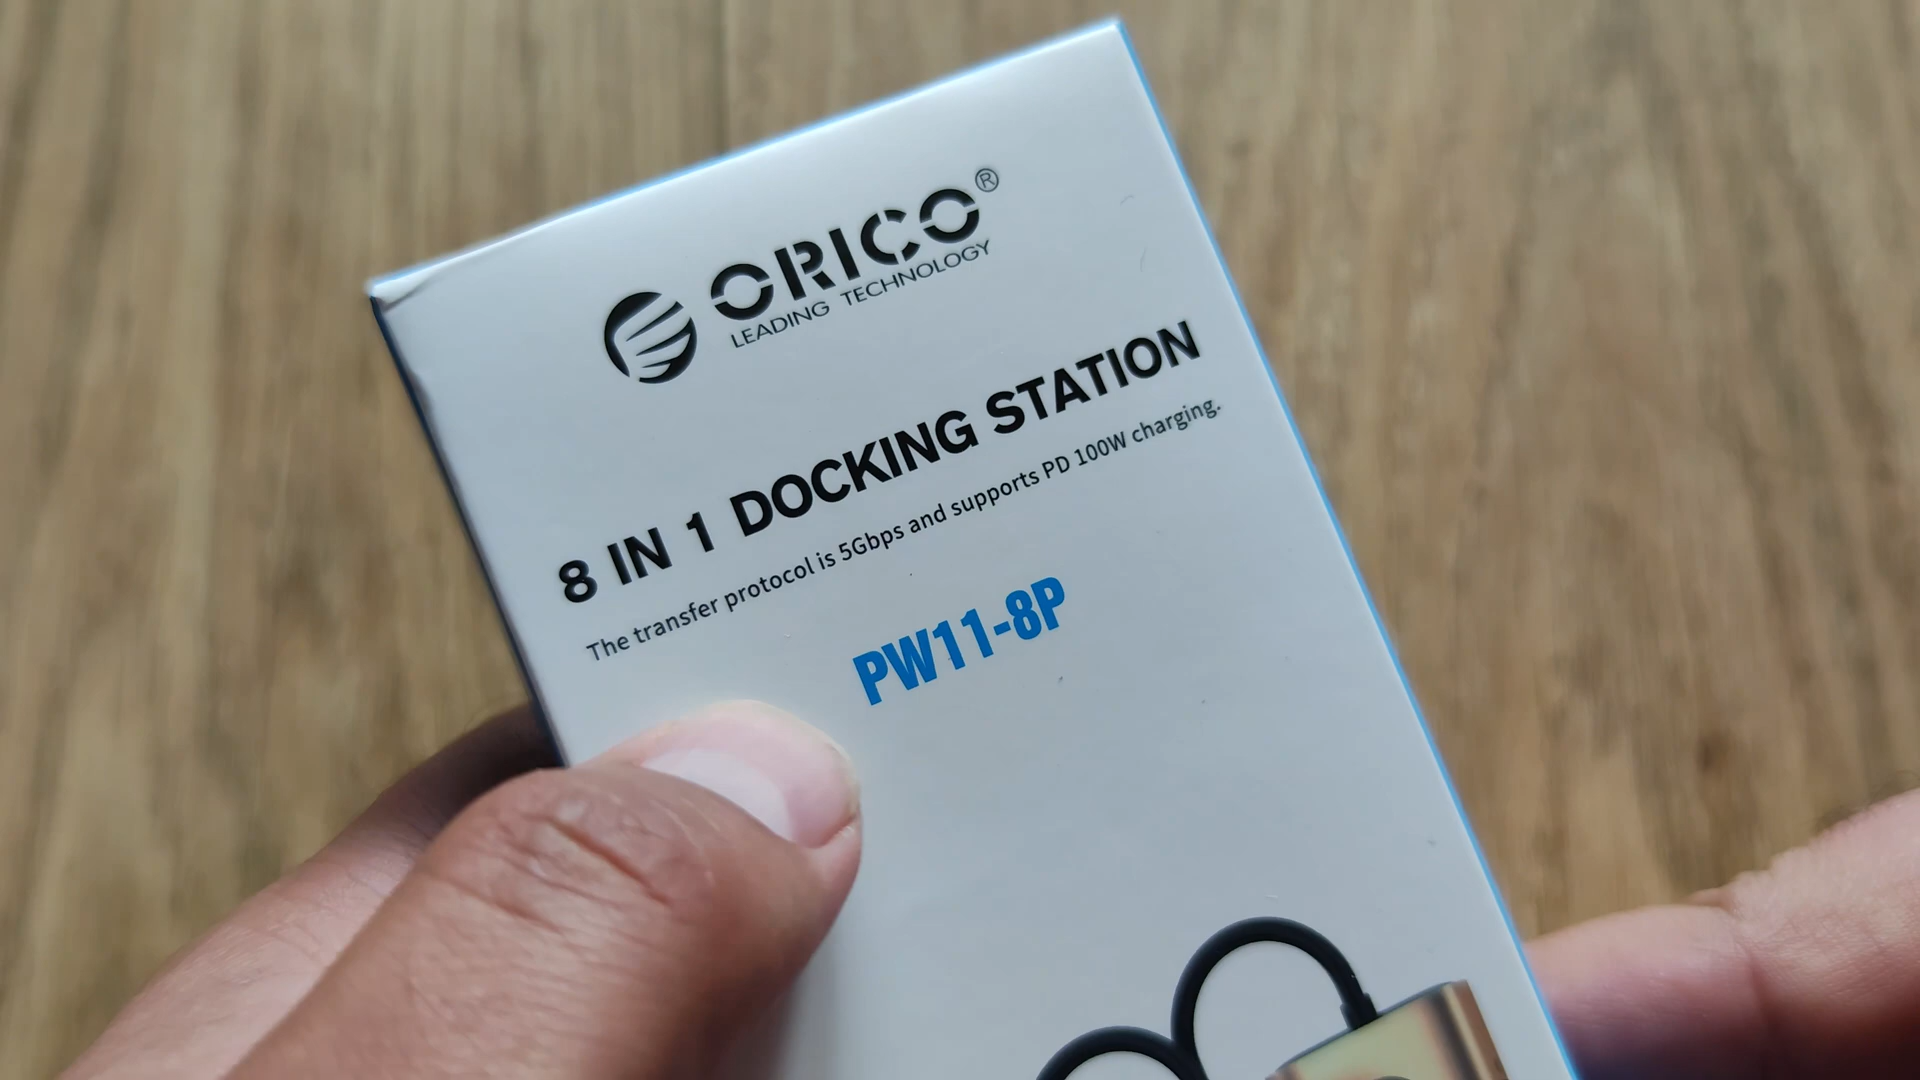 ORICO®
LEADING TECHNOLOGY
8 IN 1 DOCKING STATION
The transfer protocol is 5Gbps and supports PD 100W charging.
PW11-8P